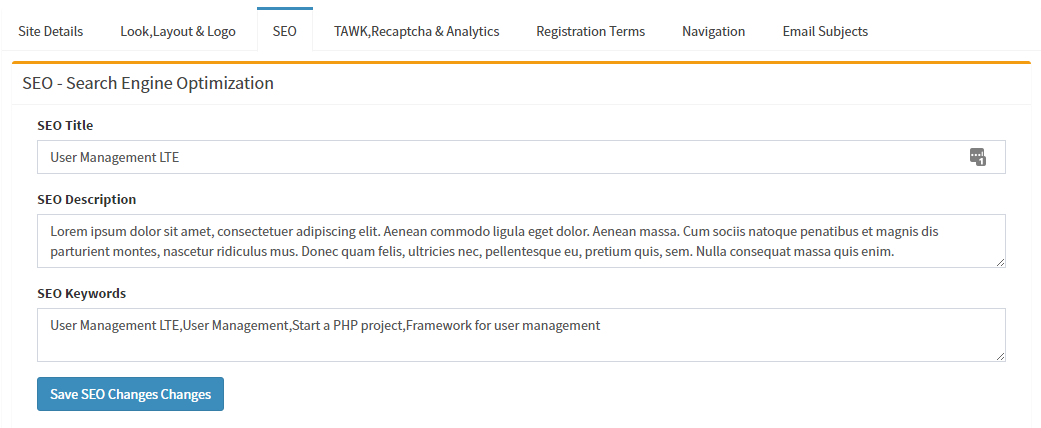 Site Details Look,Layout & Logo SEO TAWK,Recaptcha & Analytics Registration Terms Navigation Email Subjects
SEO - Search Engine Optimization
SEO Title
User Management LTE
1
SEO Description
Lorem ipsum dolor sit amet, consectetuer adipiscing elit. Aenean commodo ligula eget dolor. Aenean massa. Cum sociis natoque penatibus et magnis dis
parturient montes, nascetur ridiculus mus. Donec quam felis, ultricies nec, pellentesque eu, pretium quis, sem. Nulla consequat massa quis enim.
SEO Keywords
User Management LTE,User Management,Start a PHP project,Framework for user management
Save SEO Changes Changes